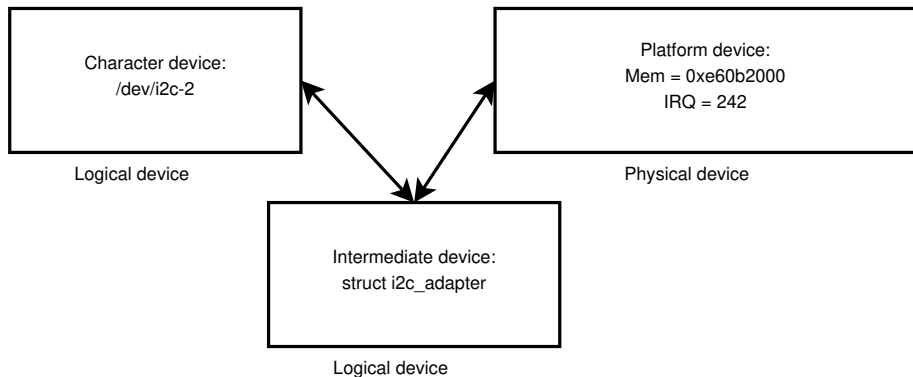 Character device:
/dev/i2c-2
Logical device
Platform device:
Mem = 0xe60b2000
IRQ = 242
Physical device
Intermediate device:
struct i2c_adapter
Logical device